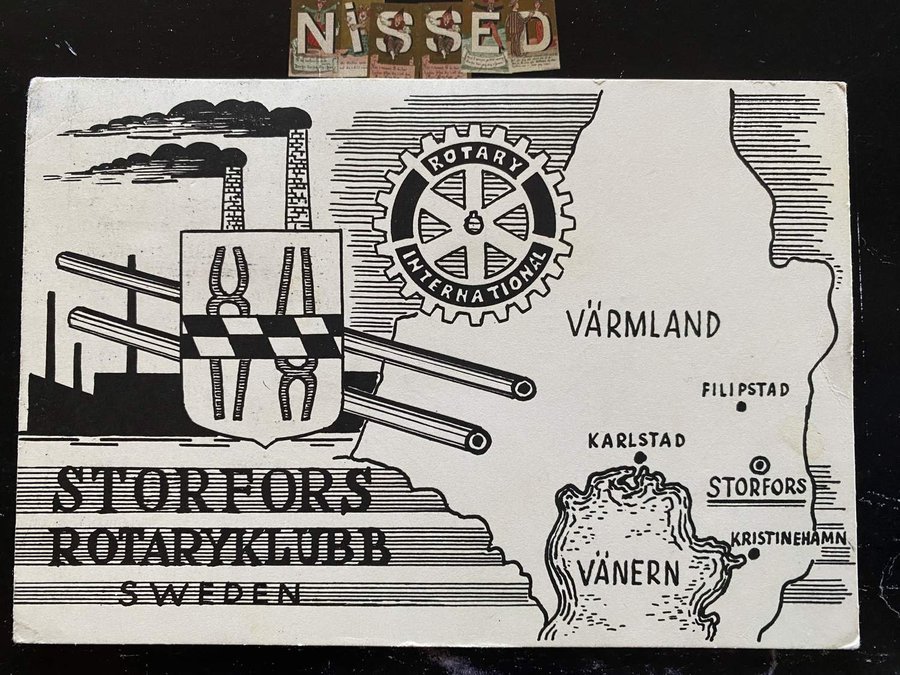 NiSSED
ROTARY
INTERNATIONAL
VÄRMLAND
FILIPSTAD
KARLSTAD
STORFORS
KRISTINEHAMN
VÄNERN
STORFORS
ROTARYKLUBB
SWEDEN